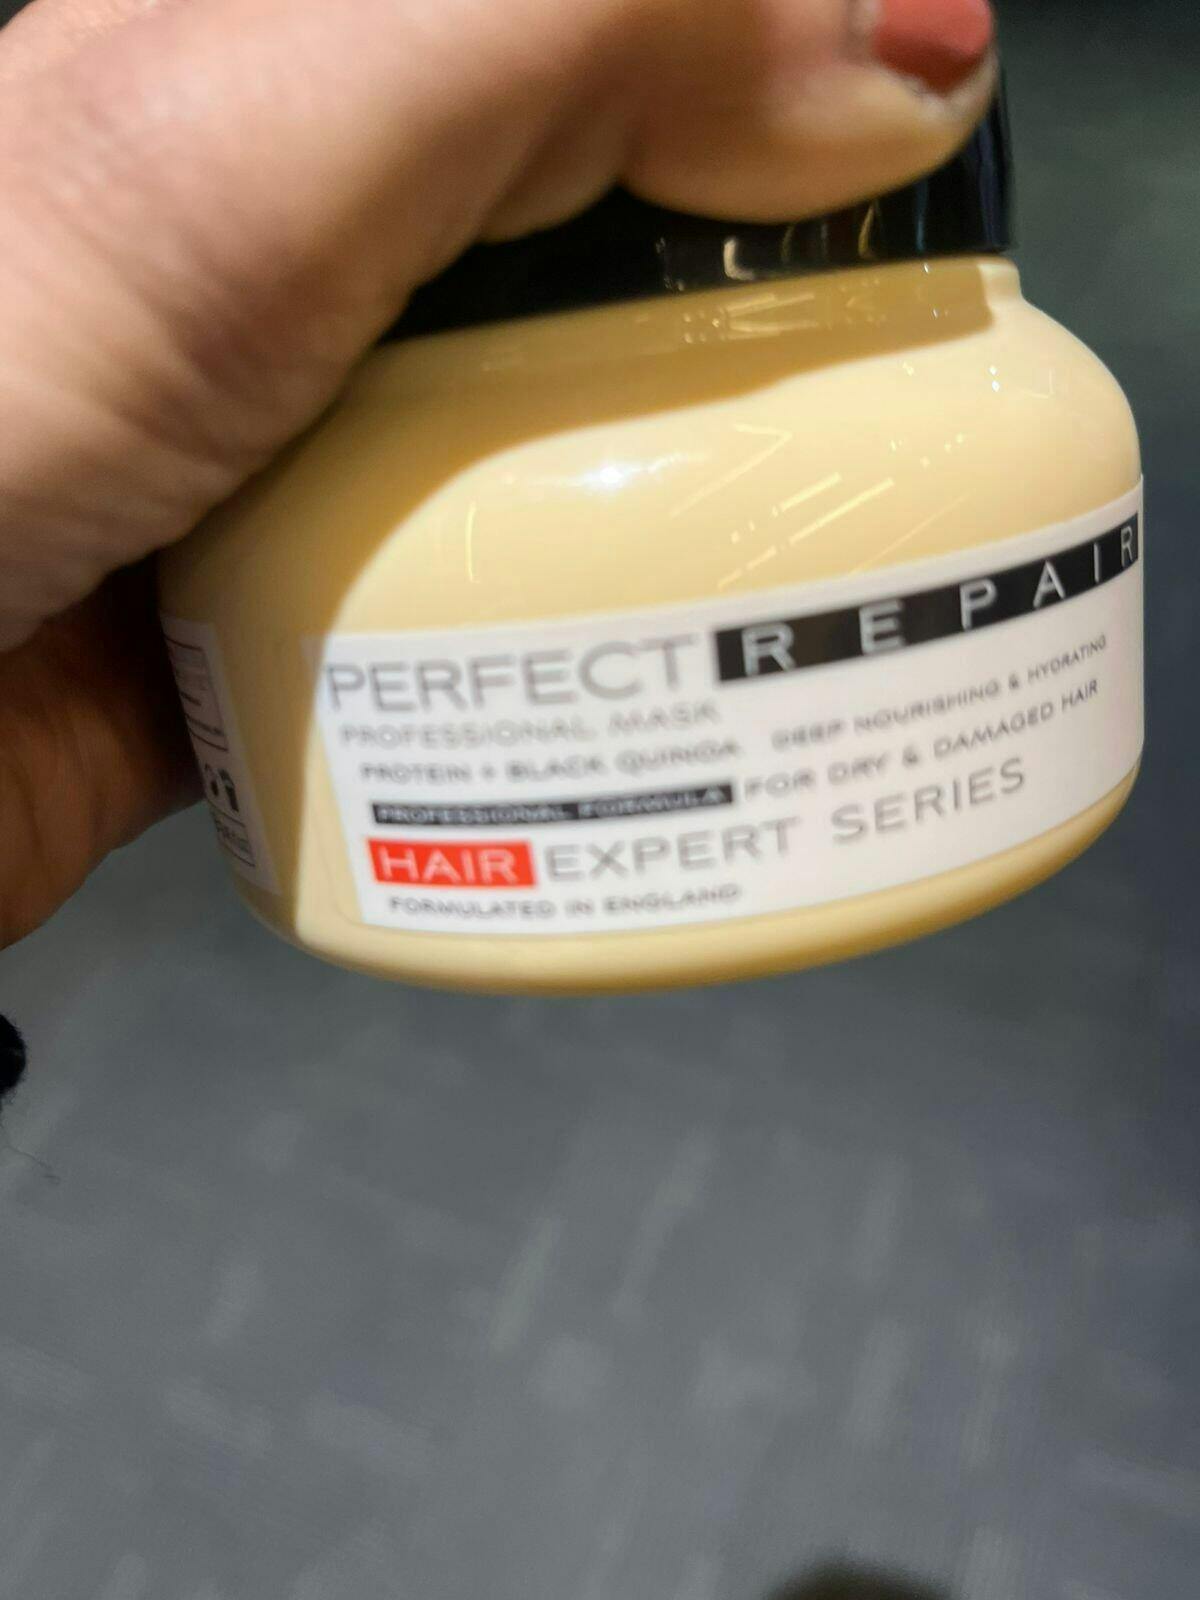 PERFECT REPAIR
PROFESSIONAL MASK
PROTEIN + BLACK QUINOA DEEP NOURISHING & HYDRATING
PROFESSIONAL FORMULA FOR DRY & DAMAGED HAIR
HAIR EXPERT SERIES
FORMULATED IN ENGLAND